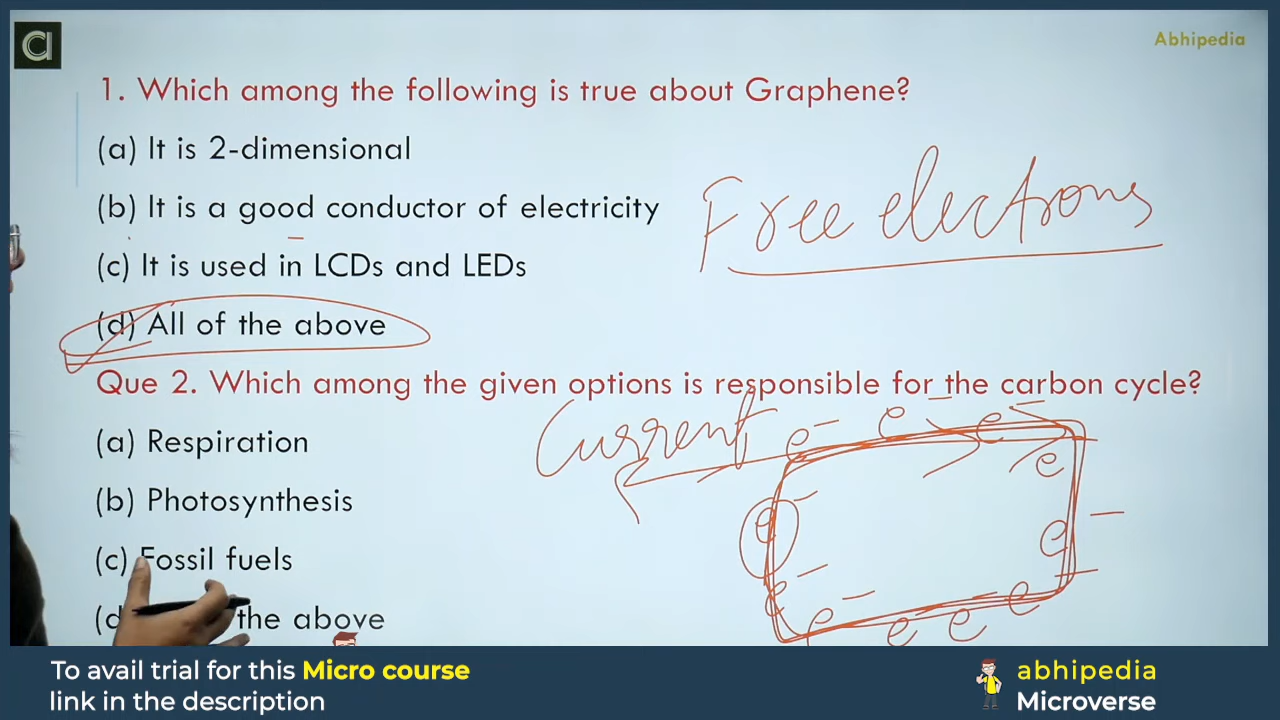 Abhipedia
1. Which among the following is true about Graphene?
(a) It is 2-dimensional
(b) It is a good conductor of electricity
Free electrons
(c) It is used in LCDs and LEDs
(d) All of the above
Que 2. Which among the given options is responsible for the carbon cycle?
(a) Respiration
Current
e⁻ e⁻ e⁻
e
(b) Photosynthesis
e⁻
e⁻
(c) Fossil fuels
e⁻
(d the above
e⁻ e⁻ e⁻ e⁻
To avail trial for this Micro course
link in the description
abhipedia
Microverse